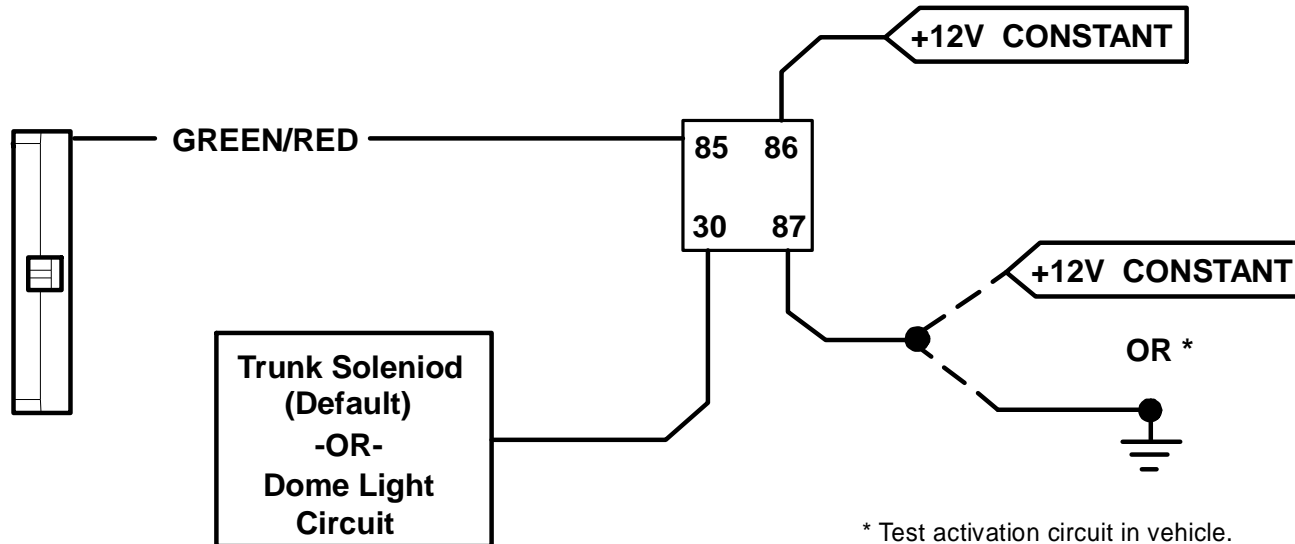 +12V CONSTANT
GREEN/RED
85 86
30 87
+12V CONSTANT
OR *
Trunk Soleniod
(Default)
-OR-
Dome Light
Circuit
* Test activation circuit in vehicle.